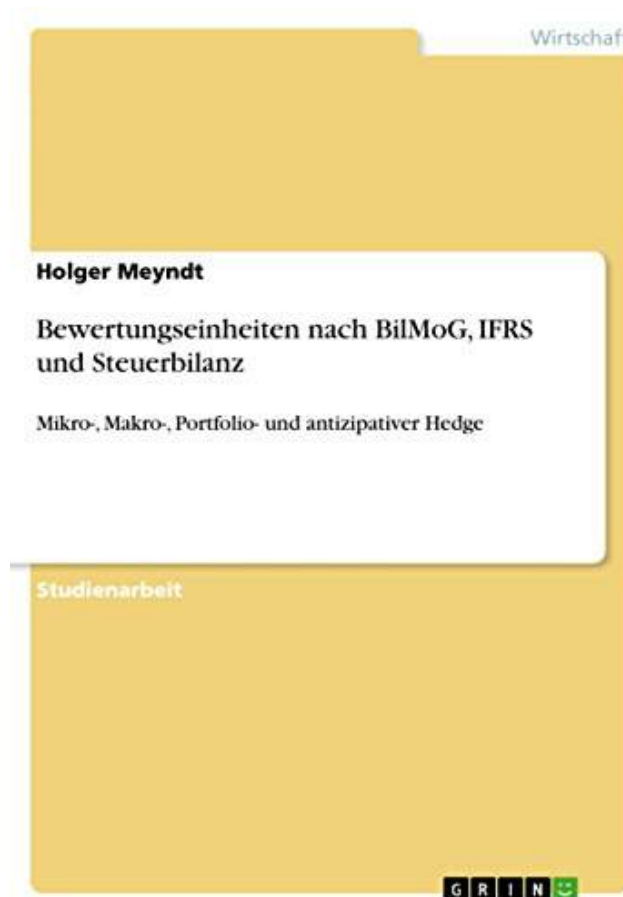 Wirtschaf
Holger Meyndt
Bewertungseinheiten nach BilMoG, IFRS
und Steuerbilanz
Mikro-, Makro-, Portfolio- und antizipativer Hedge
Studienarbeit
GRIN